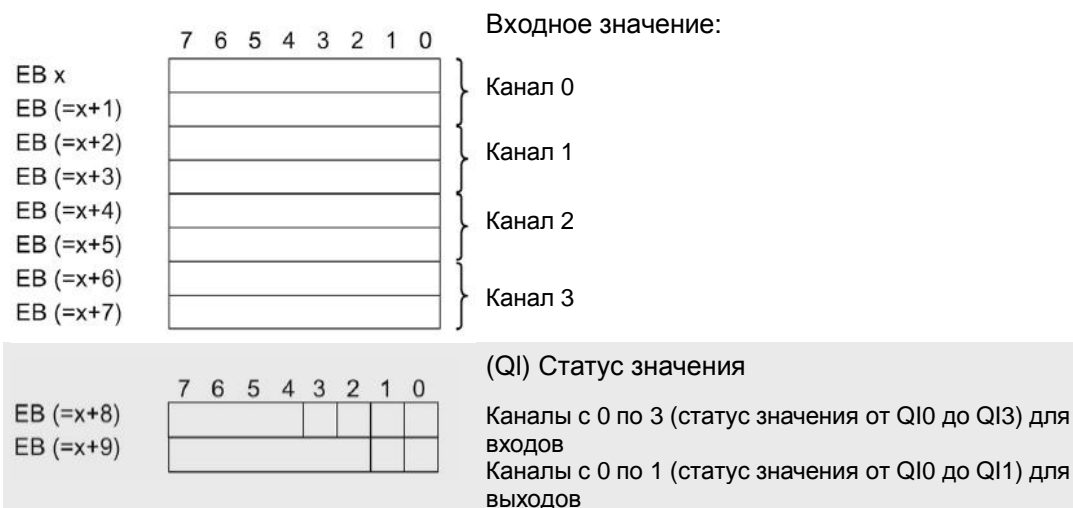 Входное значение:
7 6 5 4 3 2 1 0
EB x
EB (=x+1)
Канал 0
EB (=x+2)
EB (=x+3)
Канал 1
EB (=x+4)
EB (=x+5)
Канал 2
EB (=x+6)
EB (=x+7)
Канал 3
(QI) Статус значения
7 6 5 4 3 2 1 0
EB (=x+8)
EB (=x+9)
Каналы с 0 по 3 (статус значения от QI0 до QI3) для
входов
Каналы с 0 по 1 (статус значения от QI0 до QI1) для
выходов